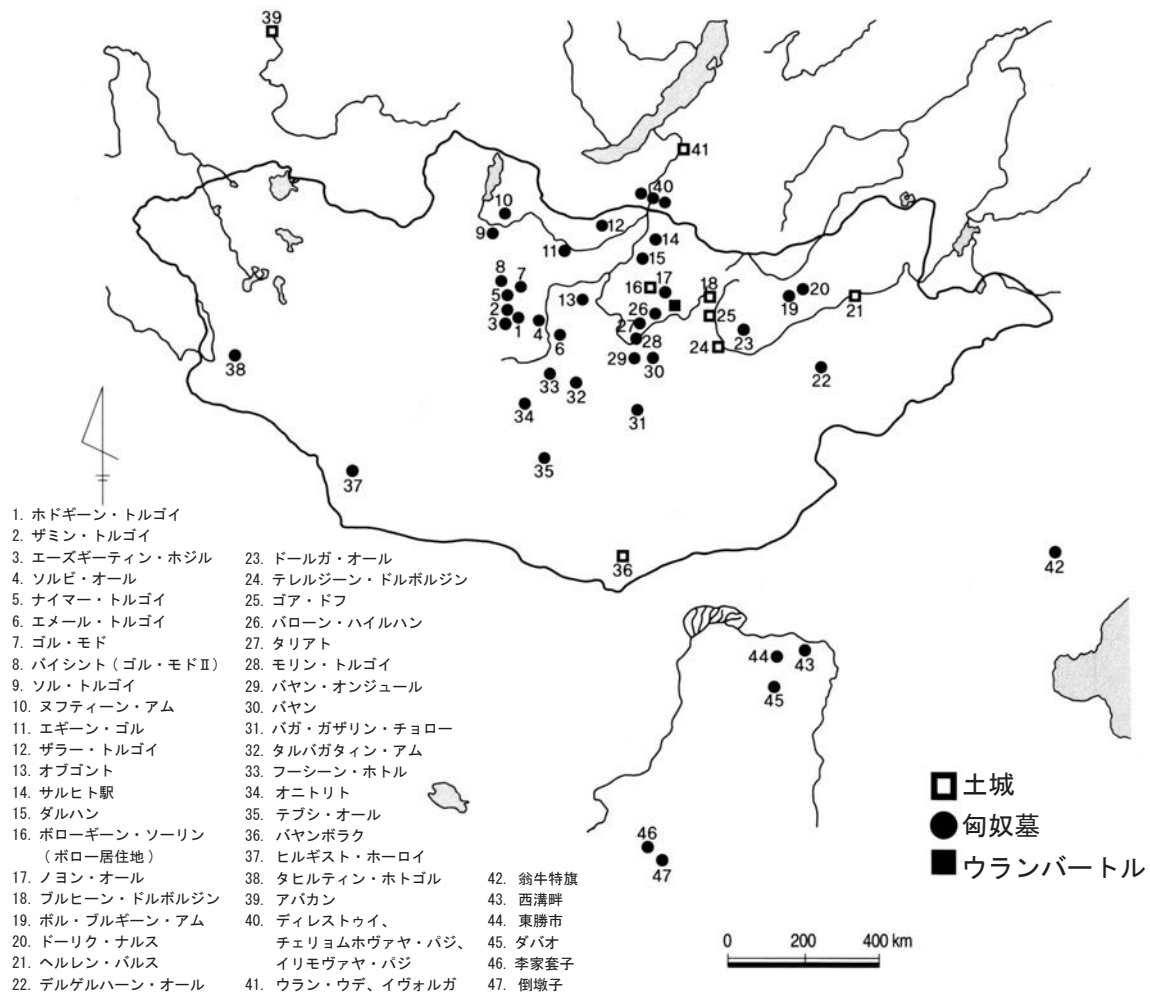 39
41
40
10
12
9
14
11
15
8
7
16
17
18
20
5
13
19
21
2
26
25
3
1
4
27
23
6
28
24
38
29
30
22
33
32
34
31
35
37
36
42
44
43
45
46
47
1. ホドギーン・トルゴイ
2. ザミン・トルゴイ
3. エーズギーティン・ホジル
4. ソルビ・オール
5. ナイマー・トルゴイ
6. エメール・トルゴイ
7. ゴル・モド
8. バイシント（ゴル・モドⅡ）
9. ソル・トルゴイ
10. ヌフティーン・アム
11. エギーン・ゴル
12. ザラー・トルゴイ
13. オブゴント
14. サルヒト駅
15. ダルハン
16. ボローギーン・ソーリン
（ボロー居住地）
17. ノヨン・オール
18. ブルヒーン・ドルボルジン
19. ボル・ブルギーン・アム
20. ドーリク・ナルス
21. ヘルレン・バルス
22. デルゲルハーン・オール
23. ドールガ・オール
24. テレルジーン・ドルボルジン
25. ゴア・ドフ
26. バローン・ハイルハン
27. タリアト
28. モリン・トルゴイ
29. バヤン・オンジュール
30. バヤン
31. バガ・ガザリン・チョロー
32. タルバガタィン・アム
33. フーシーン・ホトル
34. オニトリト
35. テブシ・オール
36. バヤンボラク
37. ヒルギスト・ホーロイ
38. タヒルティン・ホトゴル
39. アバカン
40. ディレストゥイ、
チェリョムホヴァヤ・パジ、
イリモヴァヤ・パジ
41. ウラン・ウデ、イヴォルガ
42. 翁牛特旗
43. 西溝畔
44. 東勝市
45. ダバオ
46. 李家套子
47. 倒墩子
土城
匈奴墓
ウランバートル
0 200 400 km